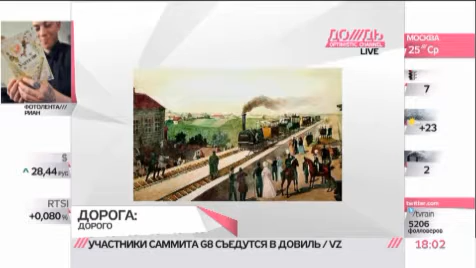 ДОЖДЬ
OPTIMISTIC CHANNEL
LIVE
МОСКВА
25 Ср
7
+23
2
ФОТОЛЕНТА///
РИАН
$
28,44 РУБ.
RTSI
+0,080%
ДОРОГА:
ДОРОГО
twitter.com
/tvrain
5206
фолловеров
УЧАСТНИКИ САММИТА G8 СЪЕДУТСЯ В ДОВИЛЬ / VZ
18:02